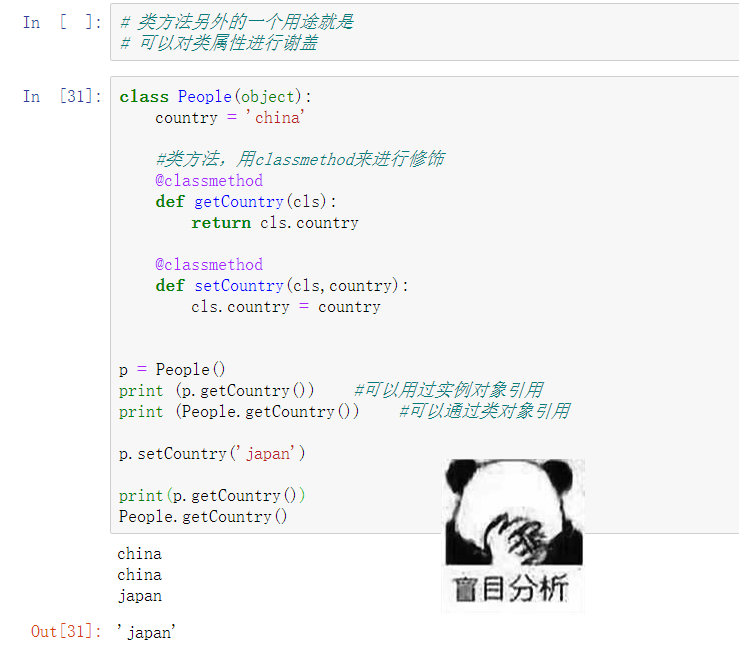 In [ ]: # 类方法另外的一个用途就是
# 可以对类属性进行谢盖
In [31]: class People(object):
country = 'china'
#类方法，用classmethod来进行修饰
@classmethod
def getCountry(cls):
return cls.country
@classmethod
def setCountry(cls,country):
cls.country = country
p = People()
print (p.getCountry()) #可以用过实例对象引用
print (People.getCountry()) #可以通过类对象引用
p.setCountry('japan')
print(p.getCountry())
People.getCountry()
china
china
japan
盲目分析
Out[31]: 'japan'